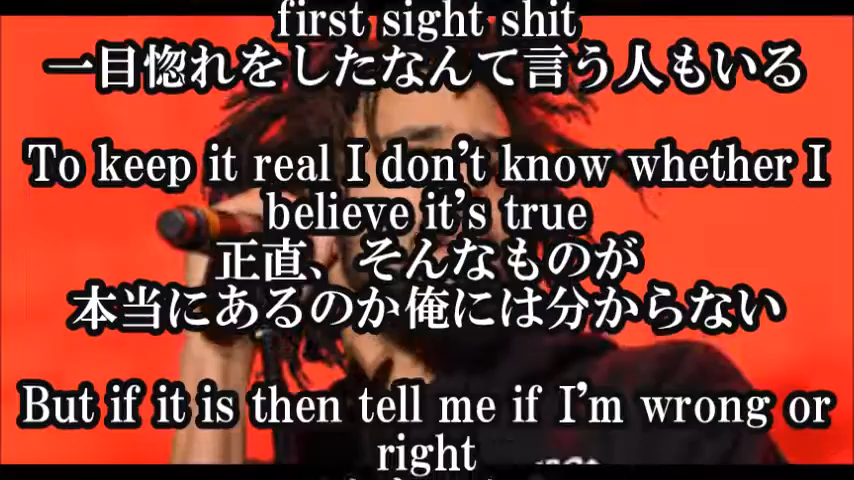 first sight shit
一目惚れをしたなんて言う人もいる
To keep it real I don't know whether I
believe it's true
正直、そんなものが
本当にあるのか俺には分からない
But if it is then tell me if I'm wrong or
right